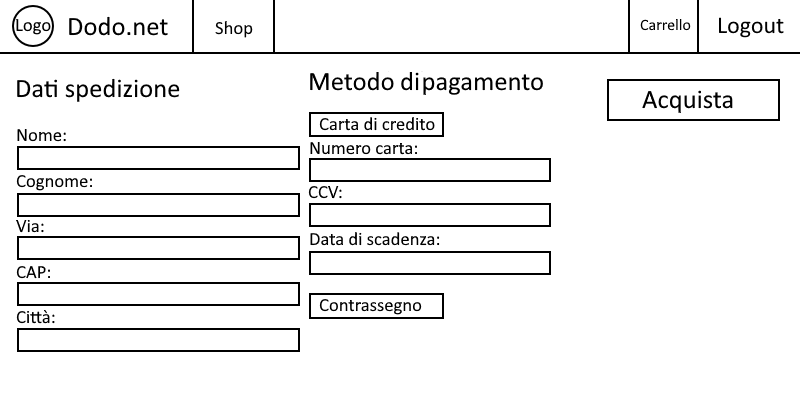 Logo Dodo.net Shop Carrello Logout
Dati spedizione
Nome:
Cognome:
Via:
CAP:
Città:
Metodo dipagamento
Carta di credito
Numero carta:
CCV:
Data di scadenza:
Contrassegno
Acquista